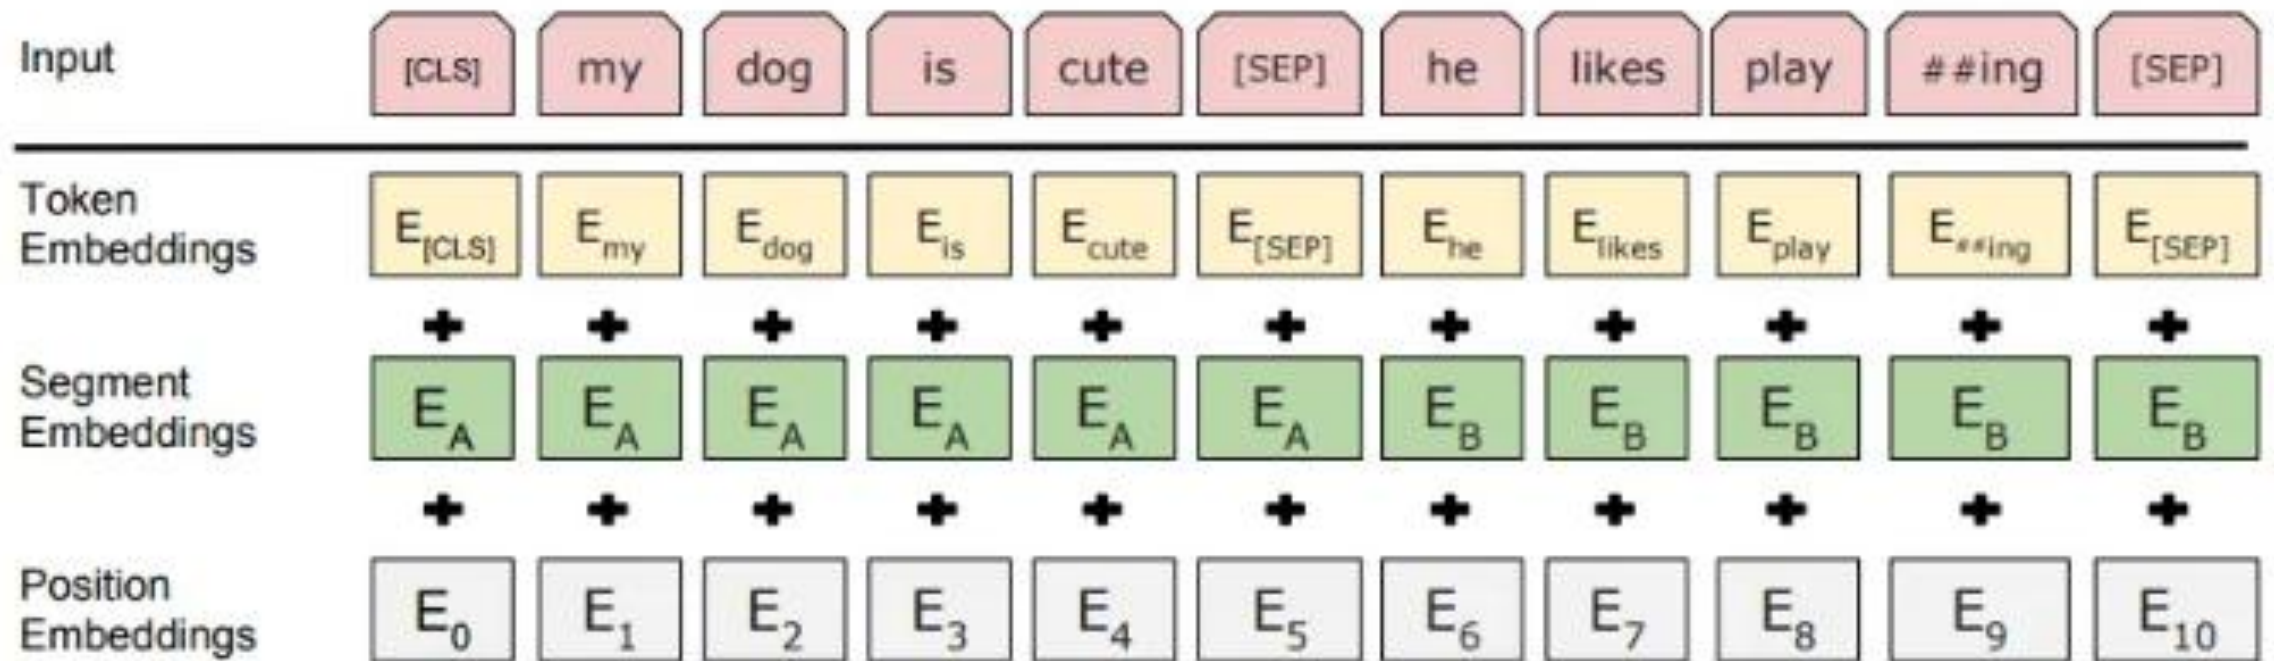 Input [CLS] my dog is cute [SEP] he likes play ##ing [SEP]
Token Embeddings E[CLS] Emy Edog Eis Ecute E[SEP] Ehe Elikes Eplay E##ing E[SEP]
+ + + + + + + + + + +
Segment Embeddings EA EA EA EA EA EA EB EB EB EB EB
+ + + + + + + + + + +
Position Embeddings E0 E1 E2 E3 E4 E5 E6 E7 E8 E9 E10